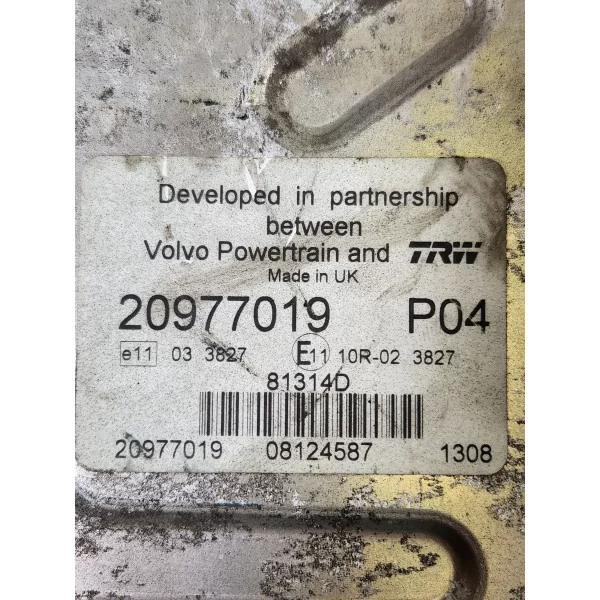 Developed in partnership
between
Volvo Powertrain and TRW
Made in UK
20977019 P04
e11 03 3827 E11 10R-02 3827
81314D
20977019 08124587 1308